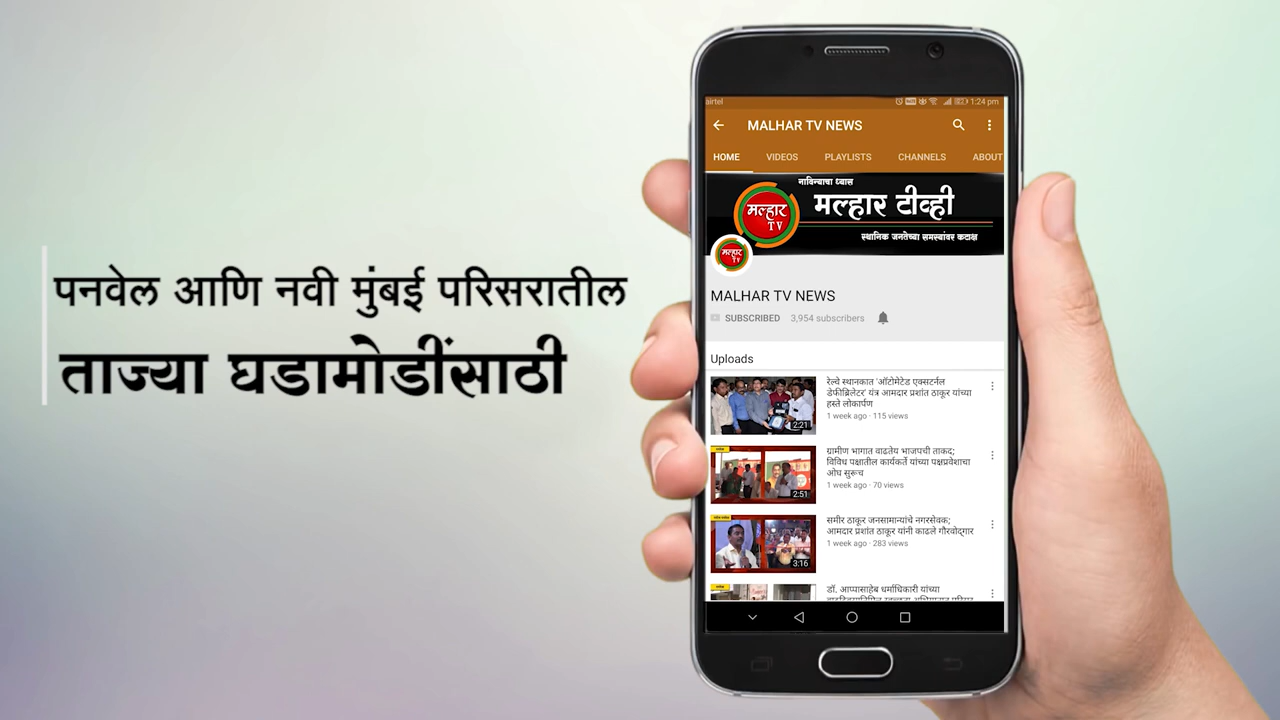 पनवेल आणि नवी मुंबई परिसरातील
ताज्या घडामोडींसाठी
airtel
1:24 pm
MALHAR TV NEWS
HOME VIDEOS PLAYLISTS CHANNELS ABOUT
नाविन्याचा ध्यास
मल्हार टीव्ही
मल्हार
TV
स्थानिक जनतेच्या समस्यांवर कटाक्ष
मल्हार
TV
MALHAR TV NEWS
SUBSCRIBED 3,954 subscribers
Uploads
रेल्वे स्थानकात 'ऑटोमेटेड एक्सटर्नल
डेफीब्रिलेटर' यंत्र आमदार प्रशांत ठाकूर यांच्या
हस्ते लोकार्पण
1 week ago · 115 views
2:21
ग्रामीण भागात वाढतेय भाजपची ताकद;
विविध पक्षातील कार्यकर्ते यांच्या पक्षप्रवेशाचा
ओघ सुरूच
1 week ago · 70 views
2:51
समीर ठाकूर जनसामान्यांचे नगरसेवक;
आमदार प्रशांत ठाकूर यांनी काढले गौरवोद्गार
1 week ago · 283 views
3:16
डॉ. आप्पासाहेब धर्माधिकारी यांच्या